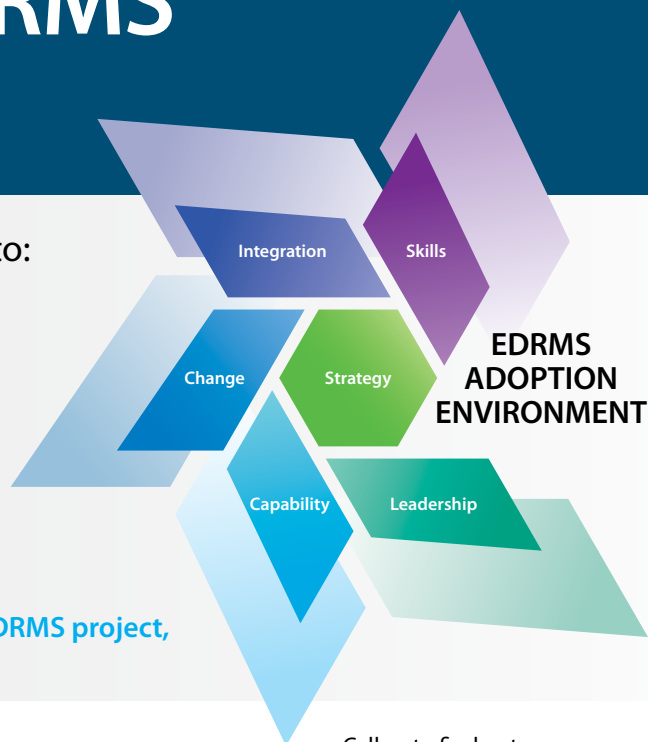 RMS
to:
Integration
Skills
EDRMS
ADOPTION
ENVIRONMENT
Change
Strategy
Capability
Leadership
DRMS project,